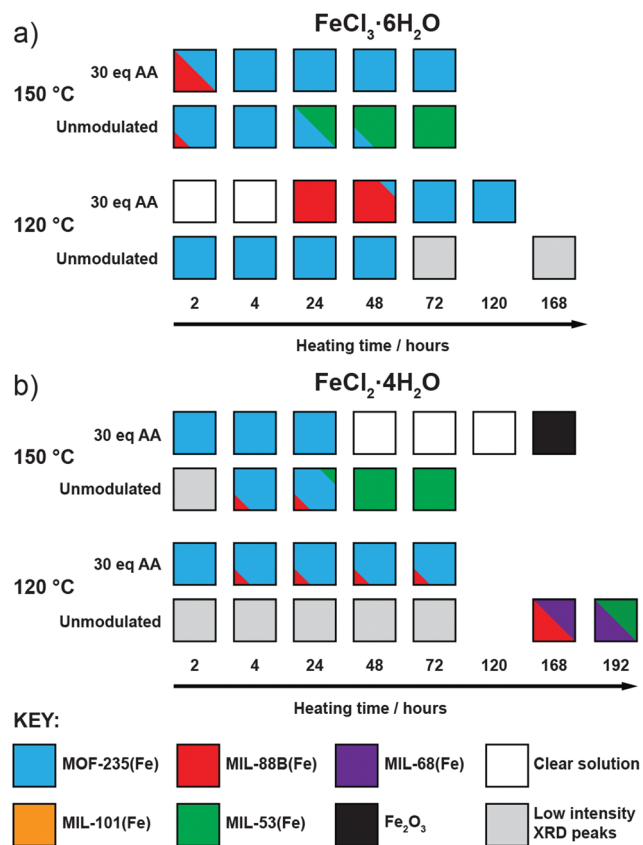 a)
FeCl₃·6H₂O
150 °C
30 eq AA
Unmodulated
120 °C
30 eq AA
Unmodulated
2 4 24 48 72 120 168
Heating time / hours
b)
FeCl₂·4H₂O
150 °C
30 eq AA
Unmodulated
120 °C
30 eq AA
Unmodulated
2 4 24 48 72 120 168 192
Heating time / hours
KEY:
MOF-235(Fe) MIL-88B(Fe) MIL-68(Fe) Clear solution
MIL-101(Fe) MIL-53(Fe) Fe₂O₃ Low intensity
XRD peaks